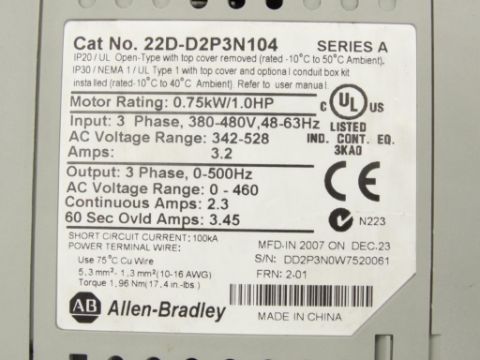 Cat No. 22D-D2P3N104 SERIES A
IP20 / UL Open-Type with top cover removed (rated -10°C to 50°C Ambient).
IP30 / NEMA 1 / UL Type 1 with top cover and optional conduit box kit
installed (rated -10°C to 40°C Ambient). Refer to user manual.
Motor Rating: 0.75kW/1.0HP
Input: 3 Phase, 380-480V,48-63Hz
AC Voltage Range: 342-528
Amps: 3.2
C UL US
LISTED
IND. CONT. EQ.
3KA0
Output: 3 Phase, 0-500Hz
AC Voltage Range: 0 - 460
Continuous Amps: 2.3
60 Sec Ovld Amps: 3.45
CE
N223
SHORT CIRCUIT CURRENT: 100kA
POWER TERMINAL WIRE:
Use 75°C Cu Wire
5.3mm²- 1.3mm²(10-16 AWG)
Torque 1.96 Nm(17.4 in.-lbs)
MFD-IN 2007 ON DEC.23
S/N: DD2P3N0W7520061
FRN: 2-01
AB Allen-Bradley
MADE IN CHINA